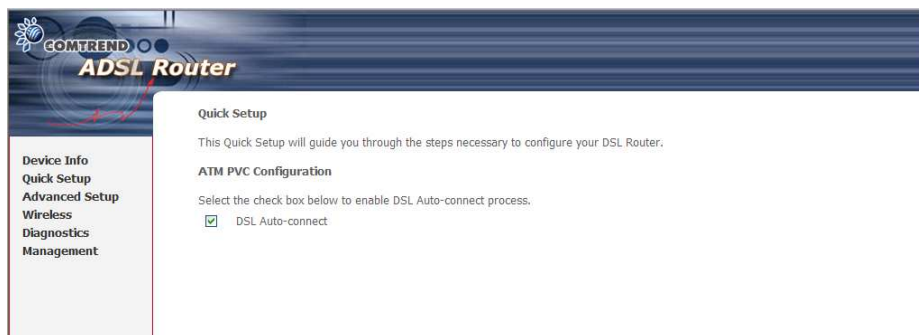 COMTREND
ADSL Router
Device Info
Quick Setup
Advanced Setup
Wireless
Diagnostics
Management
Quick Setup
This Quick Setup will guide you through the steps necessary to configure your DSL Router.
ATM PVC Configuration
Select the check box below to enable DSL Auto-connect process.
DSL Auto-connect